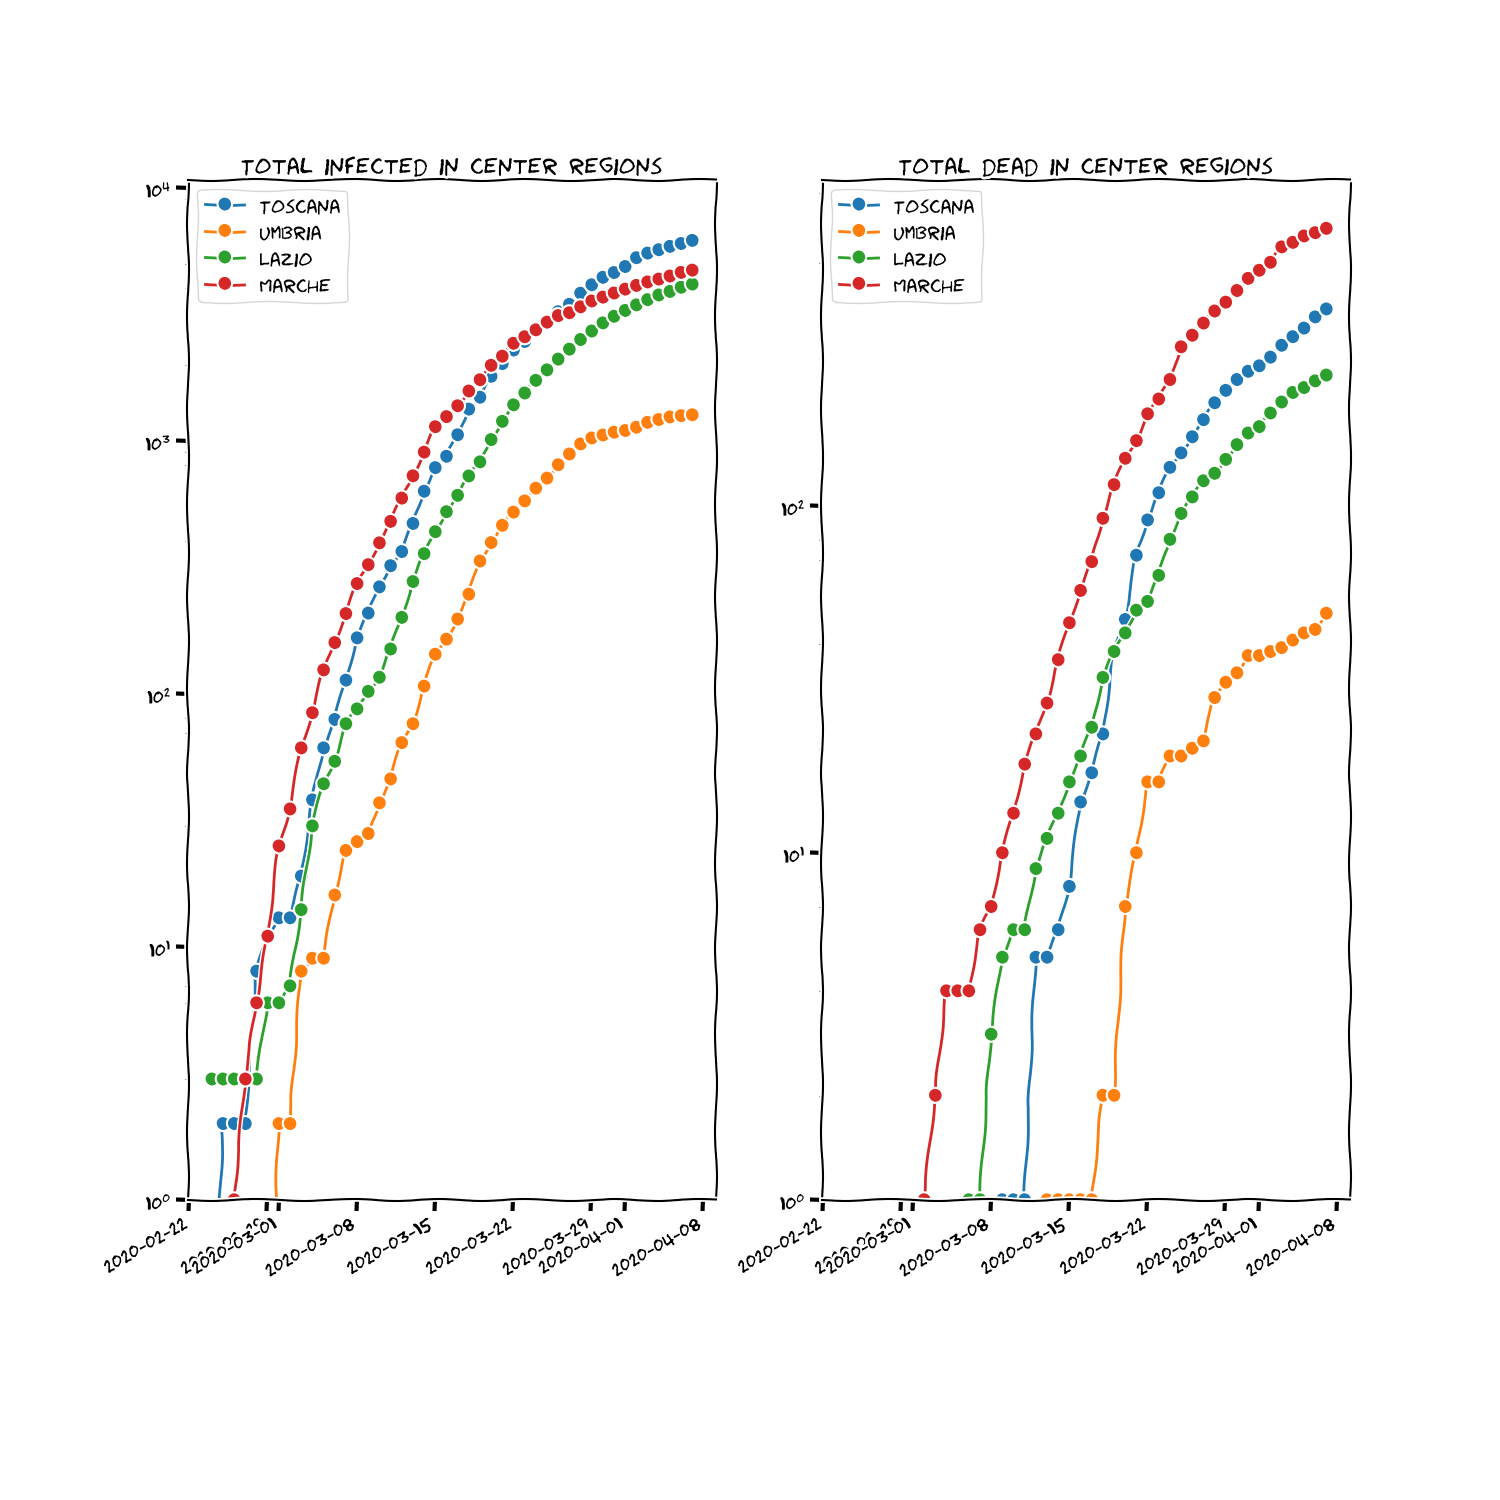 TOTAL INFECTED IN CENTER REGIONS
10⁴
TOSCANA
UMBRIA
LAZIO
MARCHE
10³
10²
10¹
10⁰
2020-02-22
2020-03-01
2020-03-08
2020-03-15
2020-03-22
2020-03-29
2020-04-01
2020-04-08
TOTAL DEAD IN CENTER REGIONS
TOSCANA
UMBRIA
LAZIO
MARCHE
10²
10¹
10⁰
2020-02-22
2020-03-01
2020-03-08
2020-03-15
2020-03-22
2020-03-29
2020-04-01
2020-04-08